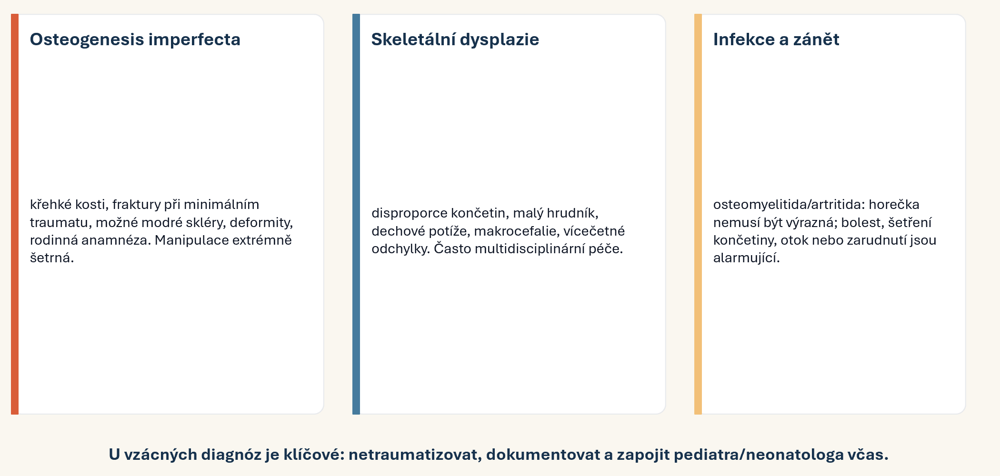 Osteogenesis imperfecta
křehké kosti, fraktury při minimálním
traumatu, možné modré skléry, deformity,
rodinná anamnéza. Manipulace extrémně
šetrná.
Skeletální dysplazie
disproporce končetin, malý hrudník,
dechové potíže, makrocefalie, vícečetné
odchylky. Často multidisciplinární péče.
Infekce a zánět
osteomyelitida/artritida: horečka
nemusí být výrazná; bolest, šetření
končetiny, otok nebo zarudnutí jsou
alarmující.
U vzácných diagnóz je klíčové: netraumatizovat, dokumentovat a zapojit pediatra/neonatologa včas.